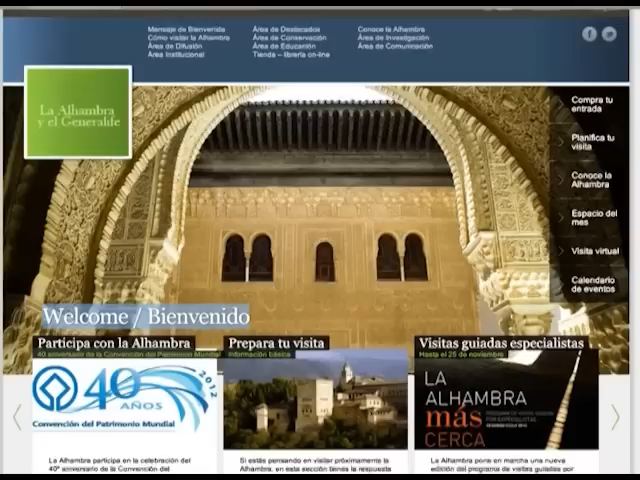 Mensaje de Bienvenida
Cómo visitar la Alhambra
Área de Difusión
Área Institucional
Área de Destacados
Área de Conservación
Área de Educación
Tienda – librería on-line
Conoce la Alhambra
Área de Investigación
Área de Comunicación
La Alhambra
y el Generalife
Compra tu
entrada
Planifica tu
visita
Conoce la
Alhambra
Espacio del
mes
Visita virtual
Calendario
de eventos
Welcome / Bienvenido
Participa con la Alhambra
40 aniversario de la Convención del Patrimonio Mundial
40
AÑOS
2012
Convención del Patrimonio Mundial
La Alhambra participa en la celebración del
40º aniversario de la Convención del
Prepara tu visita
Información básica
Si estás pensando en visitar próximamente la
Alhambra, en esta sección tienes la respuesta
Visitas guiadas especialistas
Hasta el 25 de noviembre
LA
ALHAMBRA
más
CERCA
PROGRAMA DE VISITAS GUIADAS
POR ESPECIALISTAS
La Alhambra pone en marcha una nueva
edición del programa de visitas guiadas por